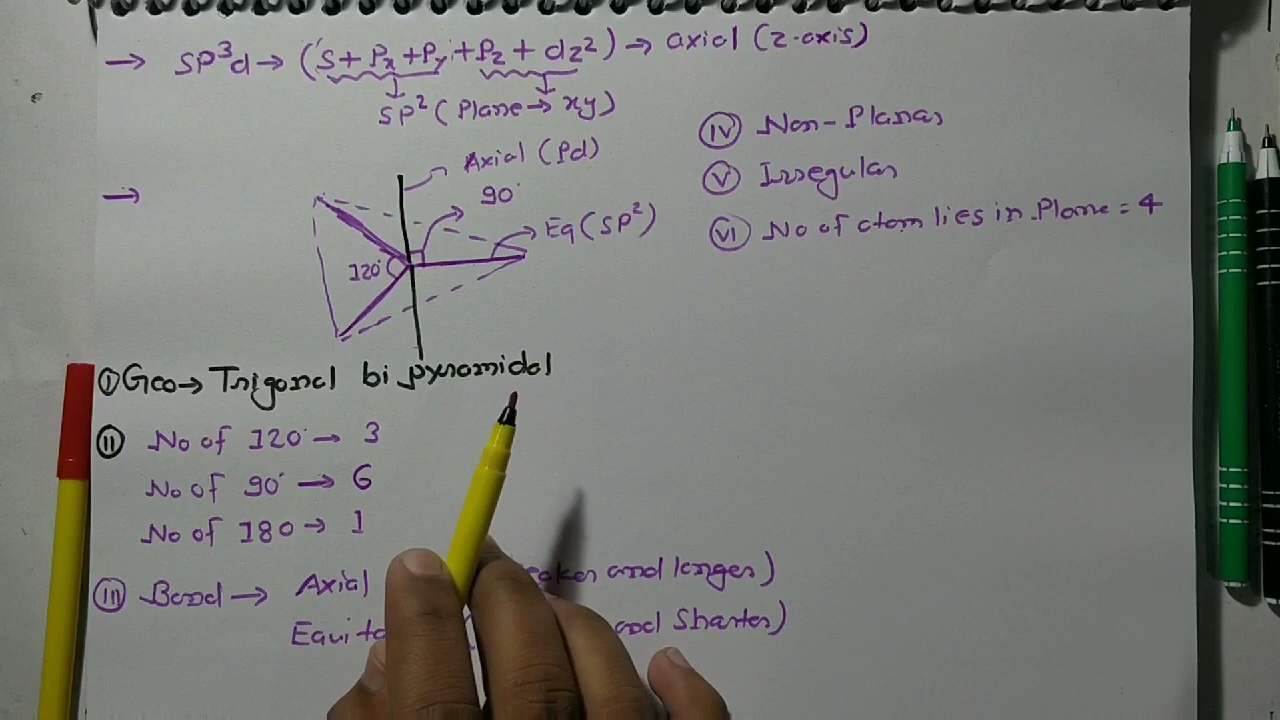 → SP³d → (S + Px + Py + Pz + dz²) → axial (z-axis)
SP² (Plane → xy)
Axial (Pd)
→
90°
Eq (SP²)
120°
(IV) Non-Planar
(V) Irregular
(VI) No of atom lies in Plane = 4
(I) Geo → Trigonal bi pyramidal
(II) No of 120° → 3
No of 90° → 6
No of 180 → 1
(III) Bond → Axial and longer)
Equito and Shorter)